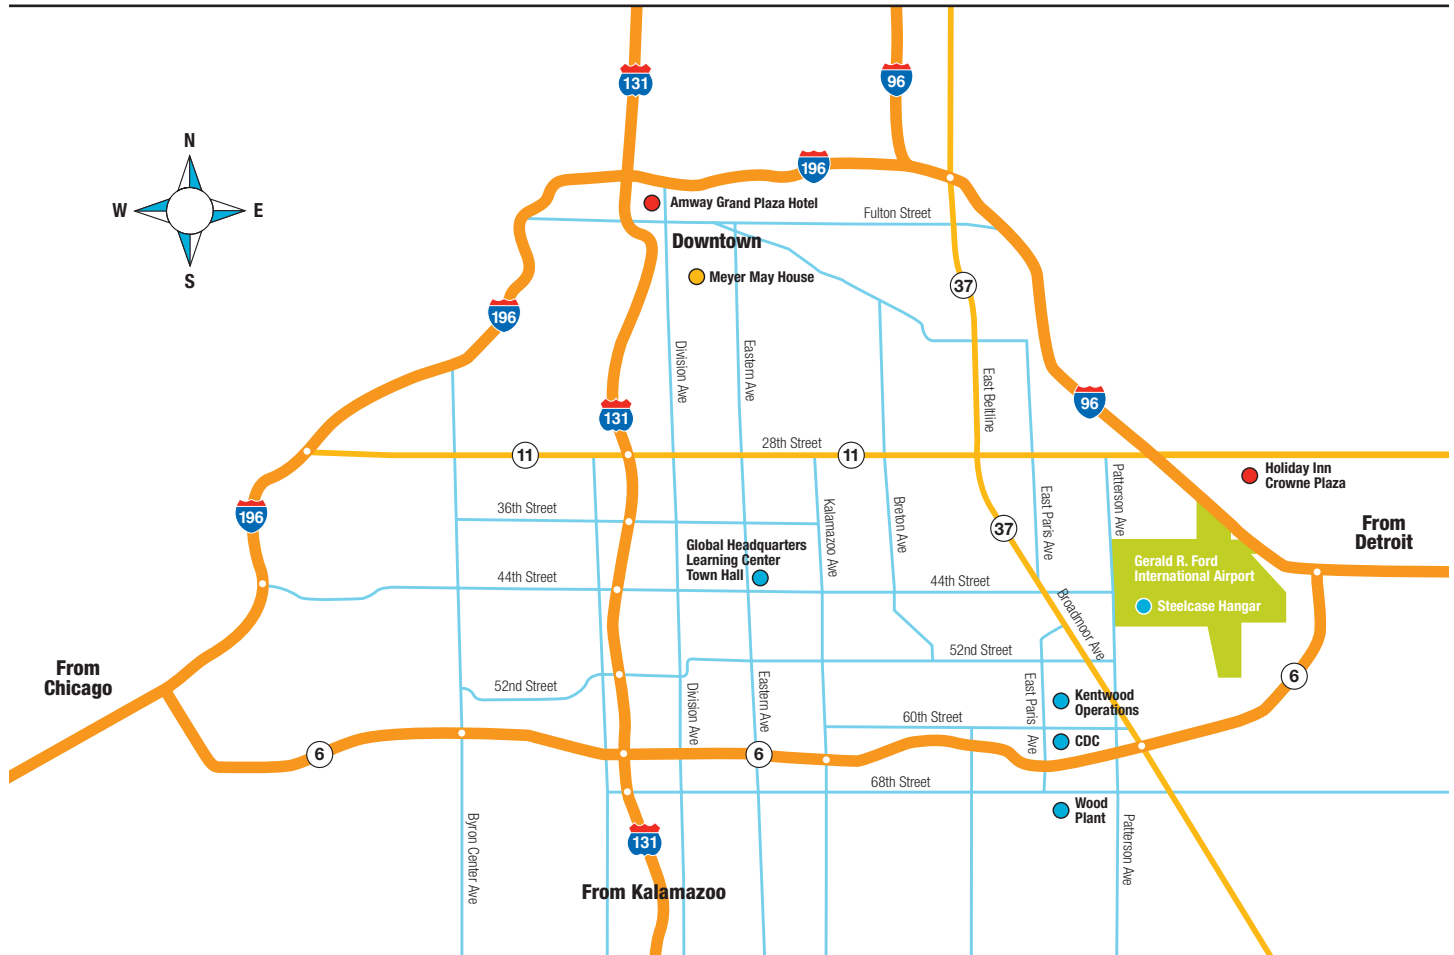 131
96
N
W
E
S
196
Amway Grand Plaza Hotel
Fulton Street
Downtown
Meyer May House
37
196
Division Ave
Eastern Ave
East Beltline
131
96
28th Street
11
11
Holiday Inn
Crowne Plaza
36th Street
Kalamazoo Ave
Breton Ave
East Paris Ave
Patterson Ave
196
37
From
Detroit
Global Headquarters
Learning Center
Town Hall
Gerald R. Ford
International Airport
44th Street
44th Street
Steelcase Hangar
Broadmoor Ave
52nd Street
From
Chicago
52nd Street
6
Division Ave
Eastern Ave
East Paris
Ave
Kentwood
Operations
60th Street
CDC
6
6
68th Street
Wood
Plant
Byron Center Ave
131
Patterson Ave
From Kalamazoo